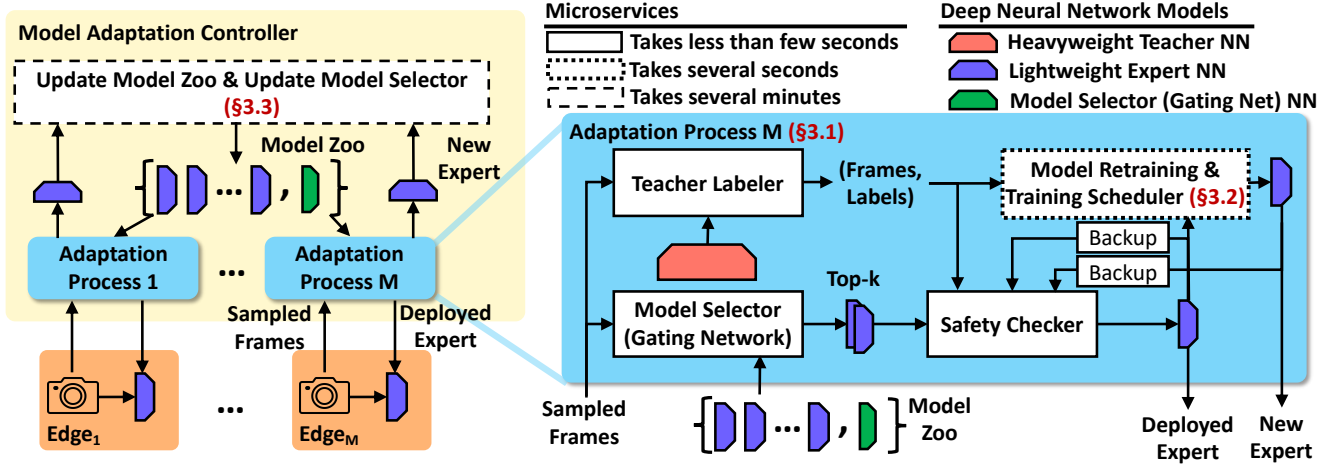 Model Adaptation Controller
Update Model Zoo & Update Model Selector
(§3.3)
Model Zoo
New
Expert
{ ... , }
Adaptation
Process 1
...
Adaptation
Process M
Sampled
Frames
Deployed
Expert
Edge1
...
EdgeM
Microservices
Takes less than few seconds
Takes several seconds
Takes several minutes
Deep Neural Network Models
Heavyweight Teacher NN
Lightweight Expert NN
Model Selector (Gating Net) NN
Adaptation Process M (§3.1)
Teacher Labeler
(Frames,
Labels)
Model Retraining &
Training Scheduler (§3.2)
Backup
Backup
Top-k
Model Selector
(Gating Network)
Safety Checker
Sampled
Frames
{ ... , }
Model
Zoo
Deployed
Expert
New
Expert